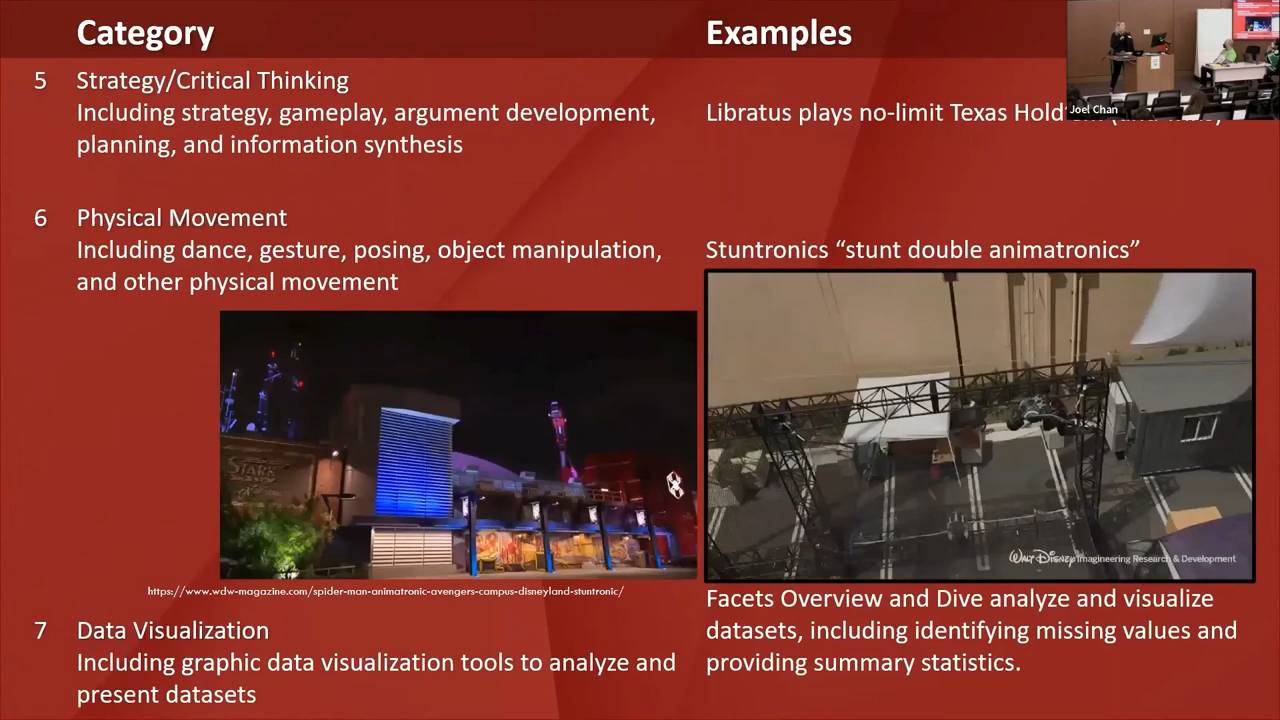 Category
Examples
5
Strategy/Critical Thinking
Including strategy, gameplay, argument development,
planning, and information synthesis
Libratus plays no-limit Texas Hold
Joel Chan
6
Physical Movement
Including dance, gesture, posing, object manipulation,
and other physical movement
Stuntronics “stunt double animatronics”
STARK
WALT DISNEY Imagineering Research & Development
https://www.wdw-magazine.com/spider-man-animatronic-avengers-campus-disneyland-stuntronic/
7
Data Visualization
Including graphic data visualization tools to analyze and
present datasets
Facets Overview and Dive analyze and visualize
datasets, including identifying missing values and
providing summary statistics.